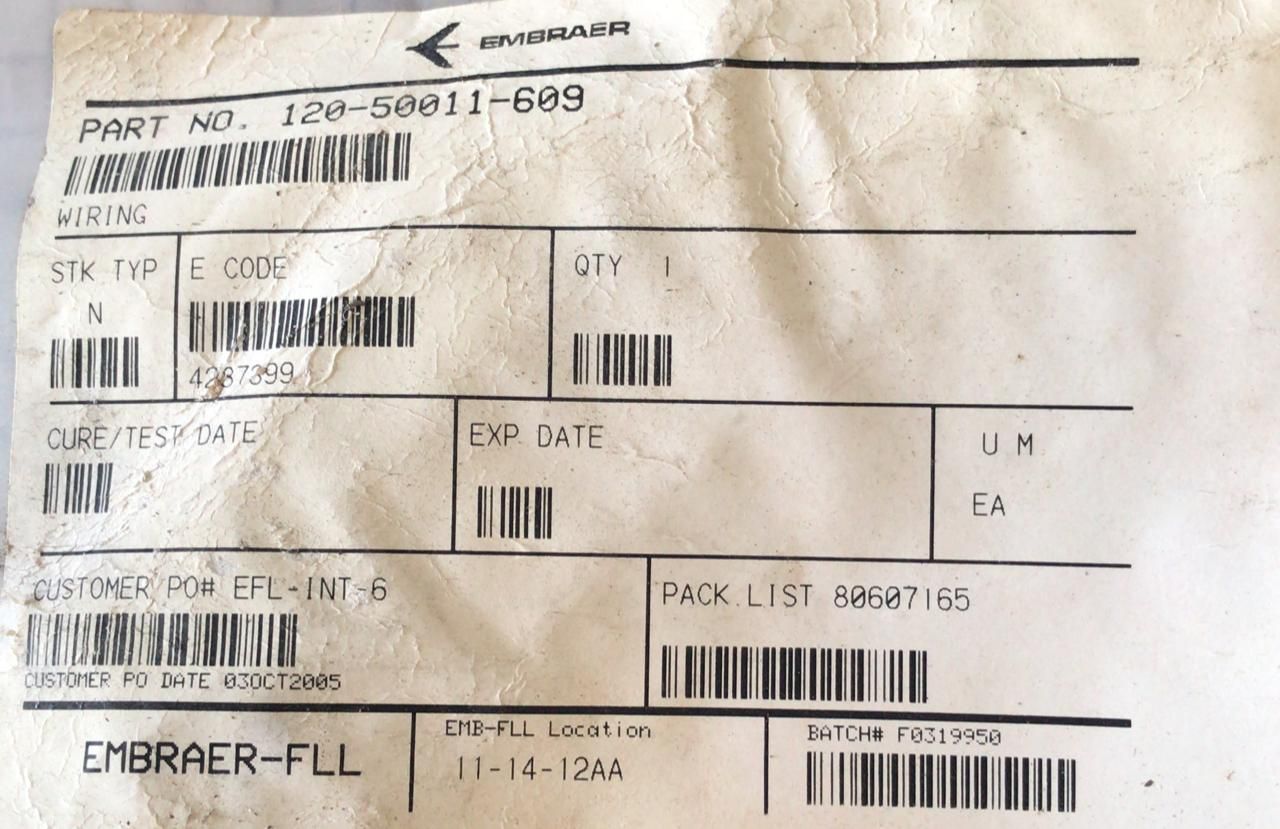 EMBRAER
PART NO. 120-50011-609
WIRING
STK TYP
N
E CODE
4287399
QTY 1
CURE/TEST DATE
EXP DATE
U M
EA
CUSTOMER PO# EFL-INT-6
CUSTOMER PO DATE 03OCT2005
PACK LIST 80607165
EMBRAER-FLL
EMB-FLL Location
11-14-12AA
BATCH# F0319950